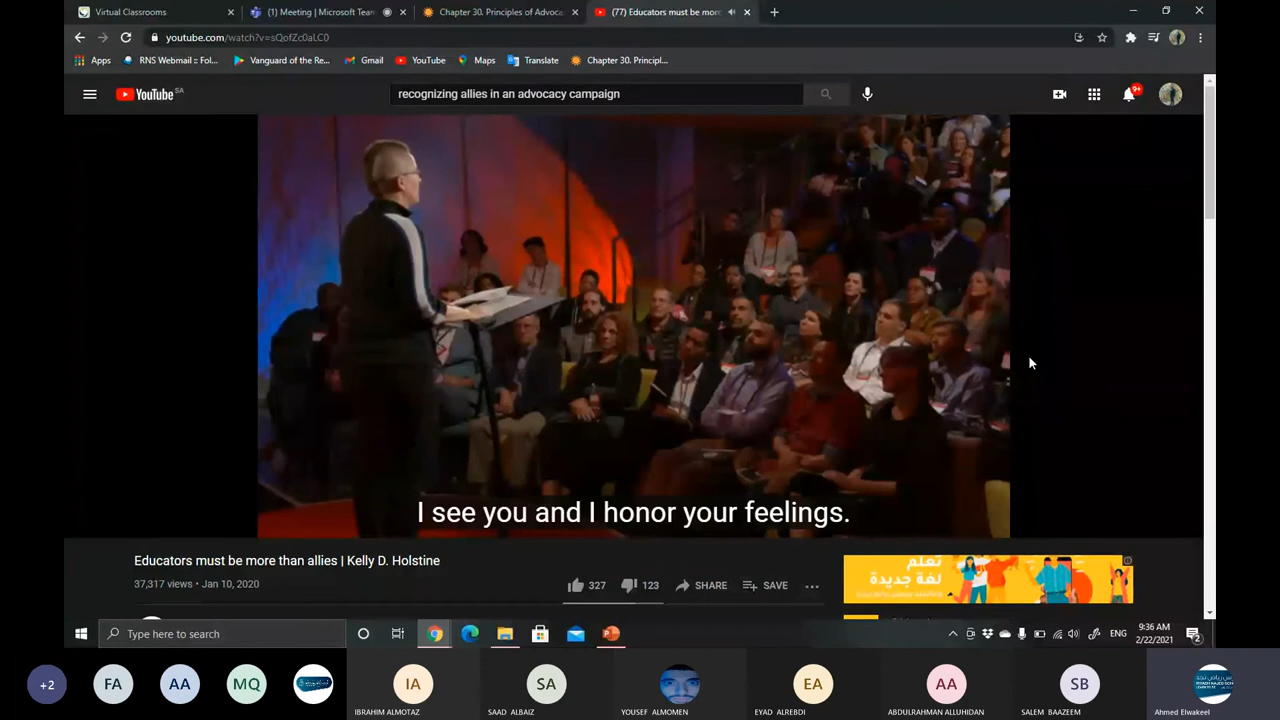 Virtual Classrooms
(1) Meeting | Microsoft Team
Chapter 30. Principles of Advoca
(77) Educators must be more
youtube.com/watch?v=sQofZc0aLC0
Apps
RNS Webmail :: Fol...
Vanguard of the Re...
Gmail
YouTube
Maps
Translate
Chapter 30. Principl...
YouTube SA
recognizing allies in an advocacy campaign
9+
I see you and I honor your feelings.
Educators must be more than allies | Kelly D. Holstine
37,317 views • Jan 10, 2020
327
123
SHARE
SAVE
تعلم
لغة جديدة
Type here to search
ENG
9:36 AM
2/22/2021
2
+2
FA
AA
MQ
IA
IBRAHIM ALMOTAZ
SA
SAAD ALBAIZ
YOUSEF ALMOMEN
EA
EYAD ALREBDI
AA
ABDULRAHMAN ALLUHIDAN
SB
SALEM BAAZEEM
Ahmed Elwakeel